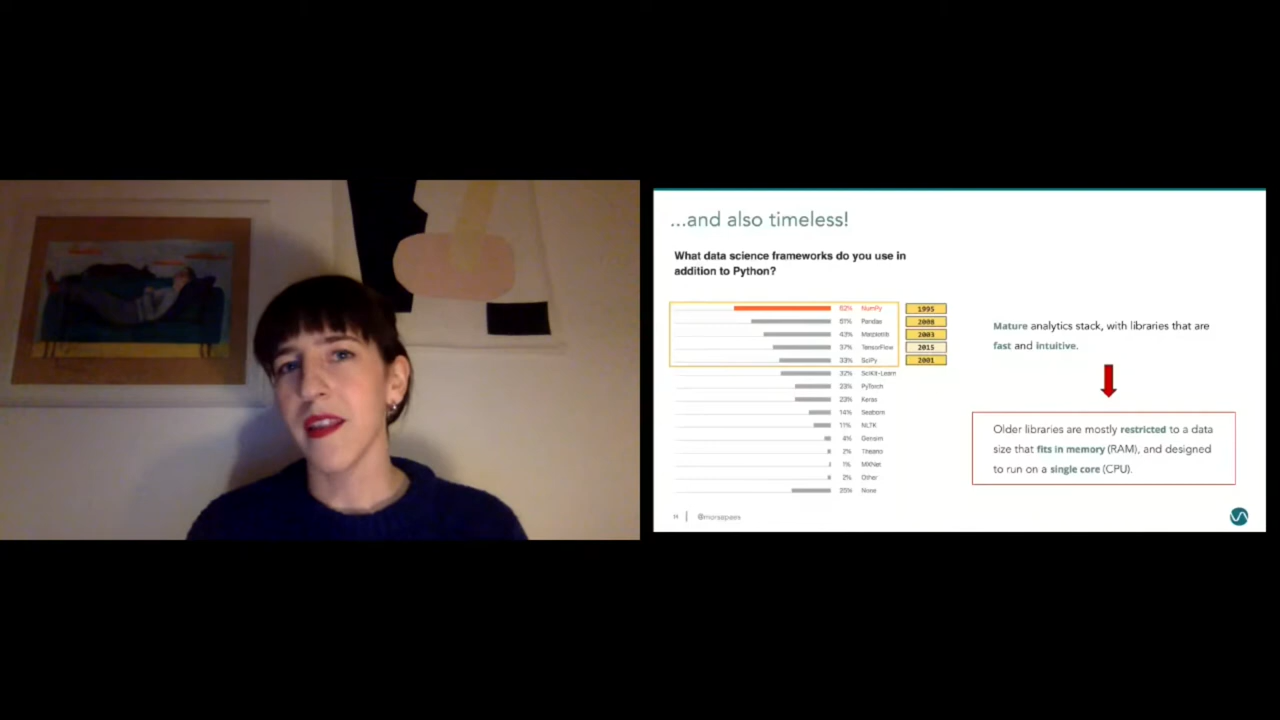 ...and also timeless!
What data science frameworks do you use in
addition to Python?
62% NumPy 1995
51% Pandas 2008
43% Matplotlib 2003
37% TensorFlow 2015
33% SciPy 2001
32% SciKit-Learn
23% PyTorch
23% Keras
14% Seaborn
11% NLTK
4% Gensim
2% Theano
1% MXNet
2% Other
25% None
Mature analytics stack, with libraries that are
fast and intuitive.
Older libraries are mostly restricted to a data
size that fits in memory (RAM), and designed
to run on a single core (CPU).
@morsapaes